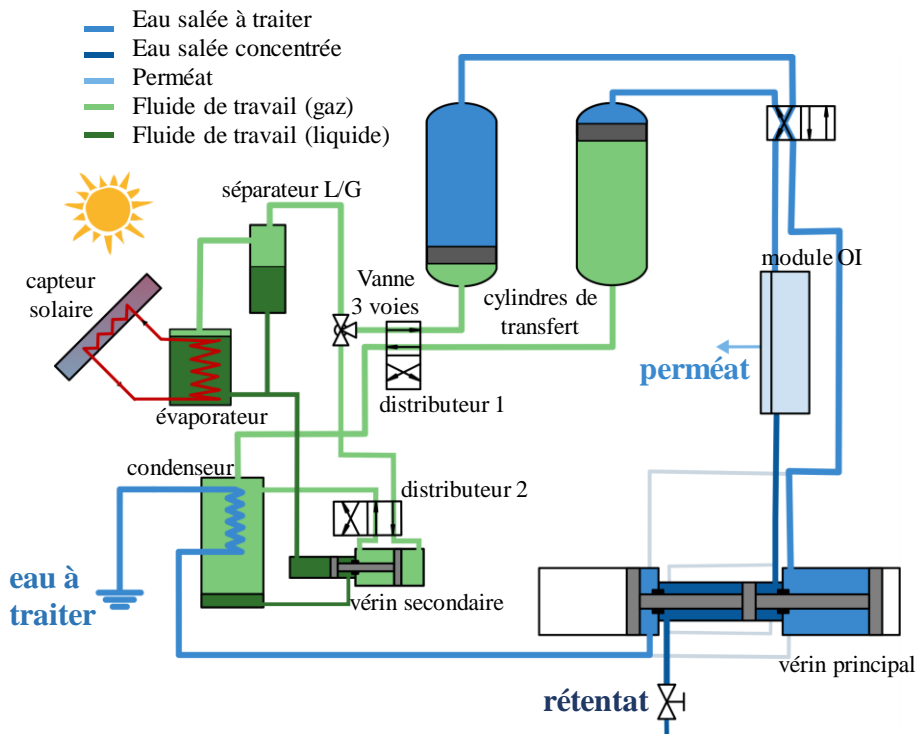 Eau salée à traiter
Eau salée concentrée
Perméat
Fluide de travail (gaz)
Fluide de travail (liquide)
séparateur L/G
capteur
solaire
Vanne
3 voies
cylindres de
transfert
module OI
perméat
évaporateur
distributeur 1
condenseur
distributeur 2
eau à
traiter
vérin secondaire
vérin principal
rétentat